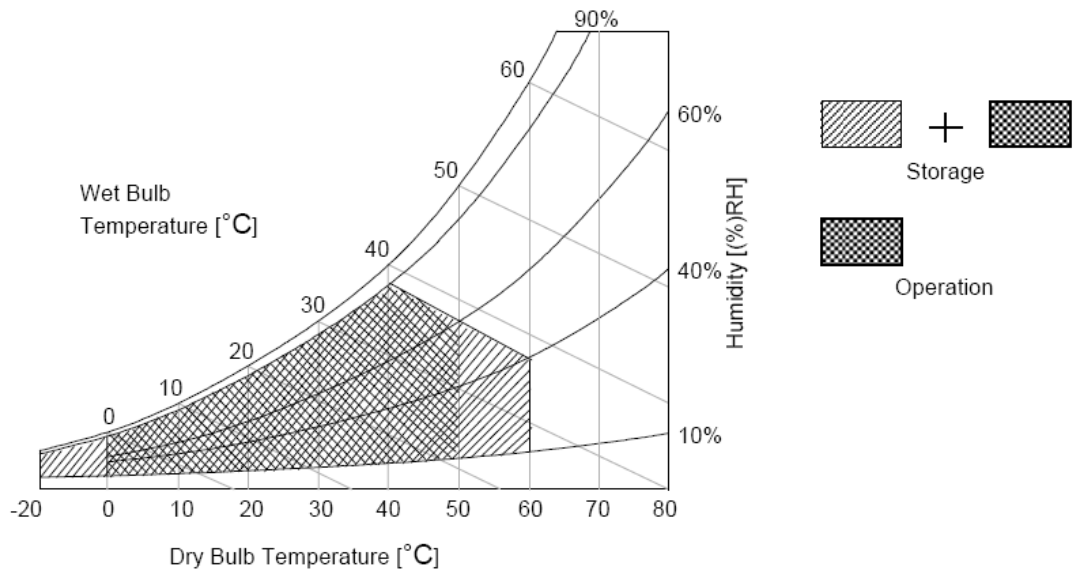 90%
60
60%
50
Storage
Wet Bulb
Temperature [°C]
40
Humidity [(%)RH]
40%
30
Operation
20
10
0
10%
-20 0 10 20 30 40 50 60 70 80
Dry Bulb Temperature [°C]